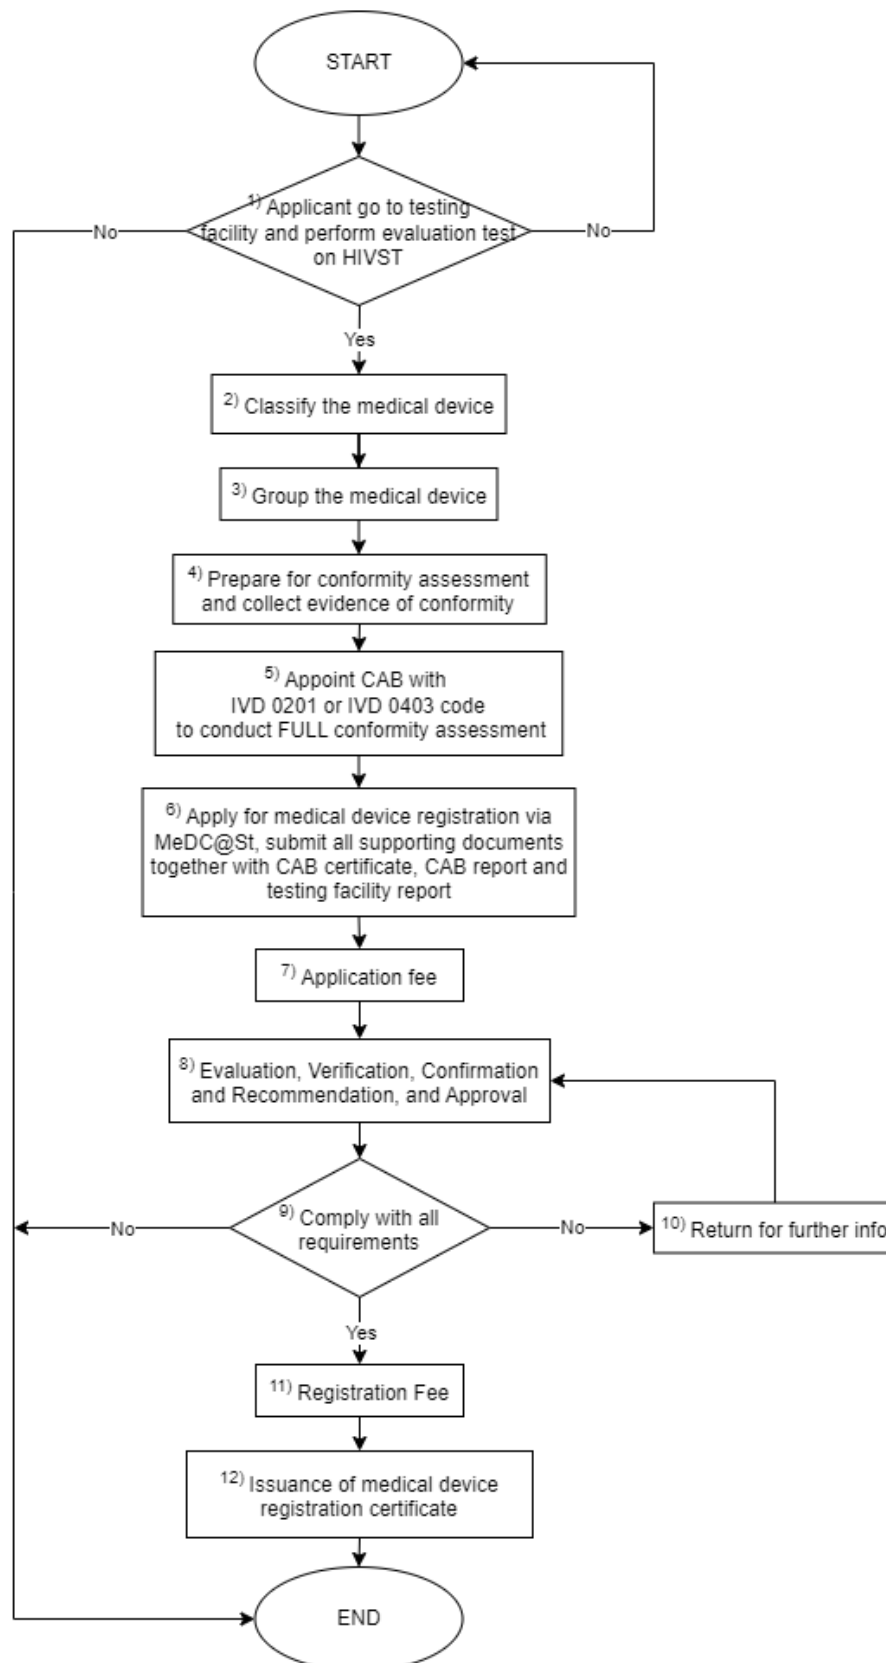 START
1) Applicant go to testing
facility and perform evaluation test
on HIVST
No
No
Yes
2) Classify the medical device
3) Group the medical device
4) Prepare for conformity assessment
and collect evidence of conformity
5) Appoint CAB with
IVD 0201 or IVD 0403 code
to conduct FULL conformity assessment
6) Apply for medical device registration via
MeDC@St, submit all supporting documents
together with CAB certificate, CAB report and
testing facility report
7) Application fee
8) Evaluation, Verification, Confirmation
and Recommendation, and Approval
9) Comply with all
requirements
No
No
10) Return for further info
Yes
11) Registration Fee
12) Issuance of medical device
registration certificate
END